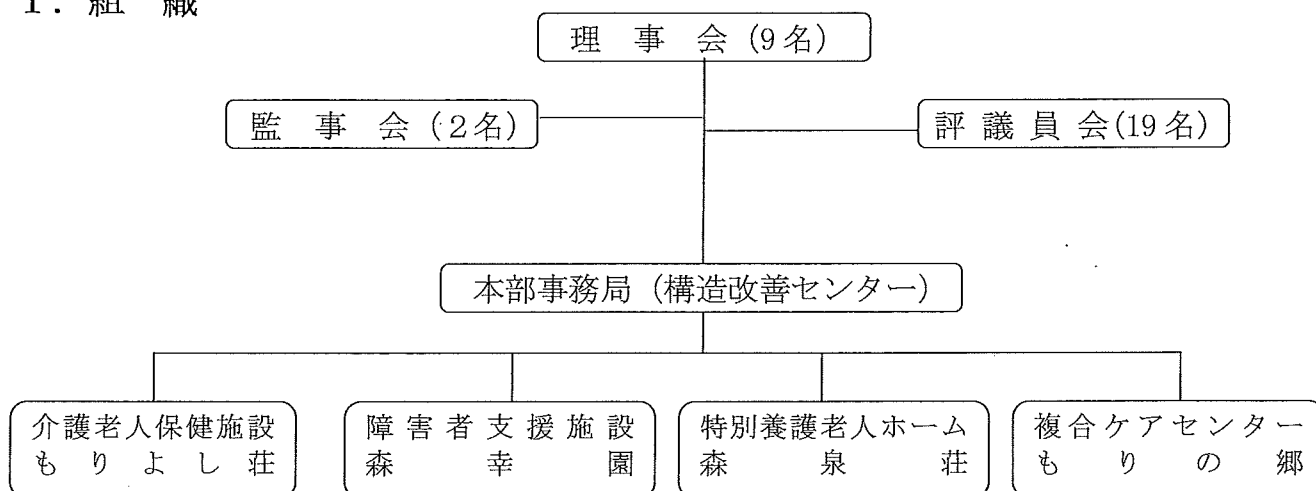 1．組　織
理　事　会（9名）
監　事　会（2名）
評 議 員 会(19名)
本部事務局（構造改善センター）
介護老人保健施設
も り よ し 荘
障 害 者 支 援 施 設
森　幸　園
特別養護老人ホーム
森　泉　荘
複合ケアセンター
も り の 郷